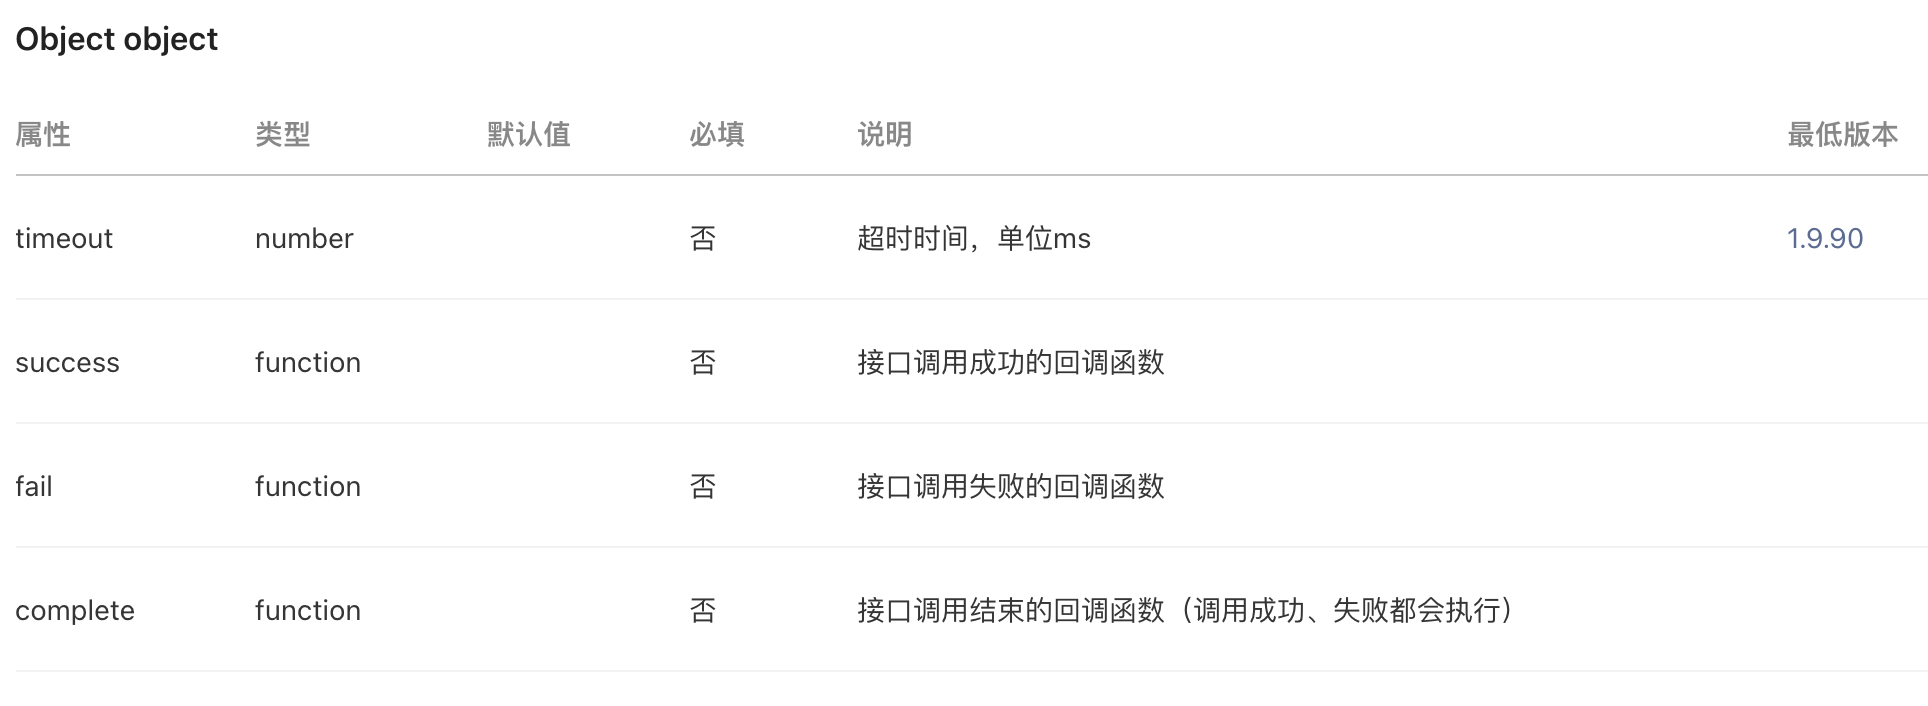 Object object
属性 类型 默认值 必填 说明 最低版本
timeout number 否 超时时间，单位ms 1.9.90
success function 否 接口调用成功的回调函数
fail function 否 接口调用失败的回调函数
complete function 否 接口调用结束的回调函数（调用成功、失败都会执行）